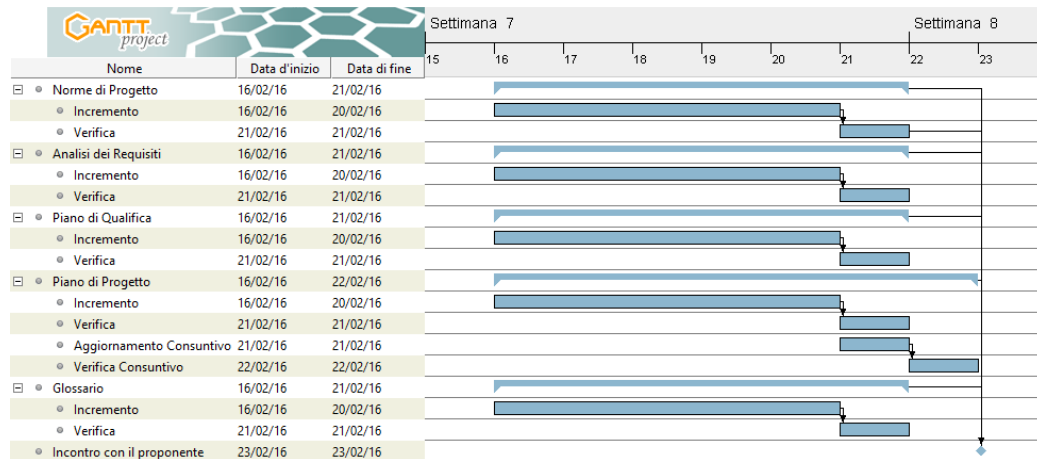 GANTT
project
Settimana 7
Settimana 8
15 16 17 18 19 20 21 22 23
Nome Data d'inizio Data di fine
Norme di Progetto 16/02/16 21/02/16
Incremento 16/02/16 20/02/16
Verifica 21/02/16 21/02/16
Analisi dei Requisiti 16/02/16 21/02/16
Incremento 16/02/16 20/02/16
Verifica 21/02/16 21/02/16
Piano di Qualifica 16/02/16 21/02/16
Incremento 16/02/16 20/02/16
Verifica 21/02/16 21/02/16
Piano di Progetto 16/02/16 22/02/16
Incremento 16/02/16 20/02/16
Verifica 21/02/16 21/02/16
Aggiornamento Consuntivo 21/02/16 21/02/16
Verifica Consuntivo 22/02/16 22/02/16
Glossario 16/02/16 21/02/16
Incremento 16/02/16 20/02/16
Verifica 21/02/16 21/02/16
Incontro con il proponente 23/02/16 23/02/16